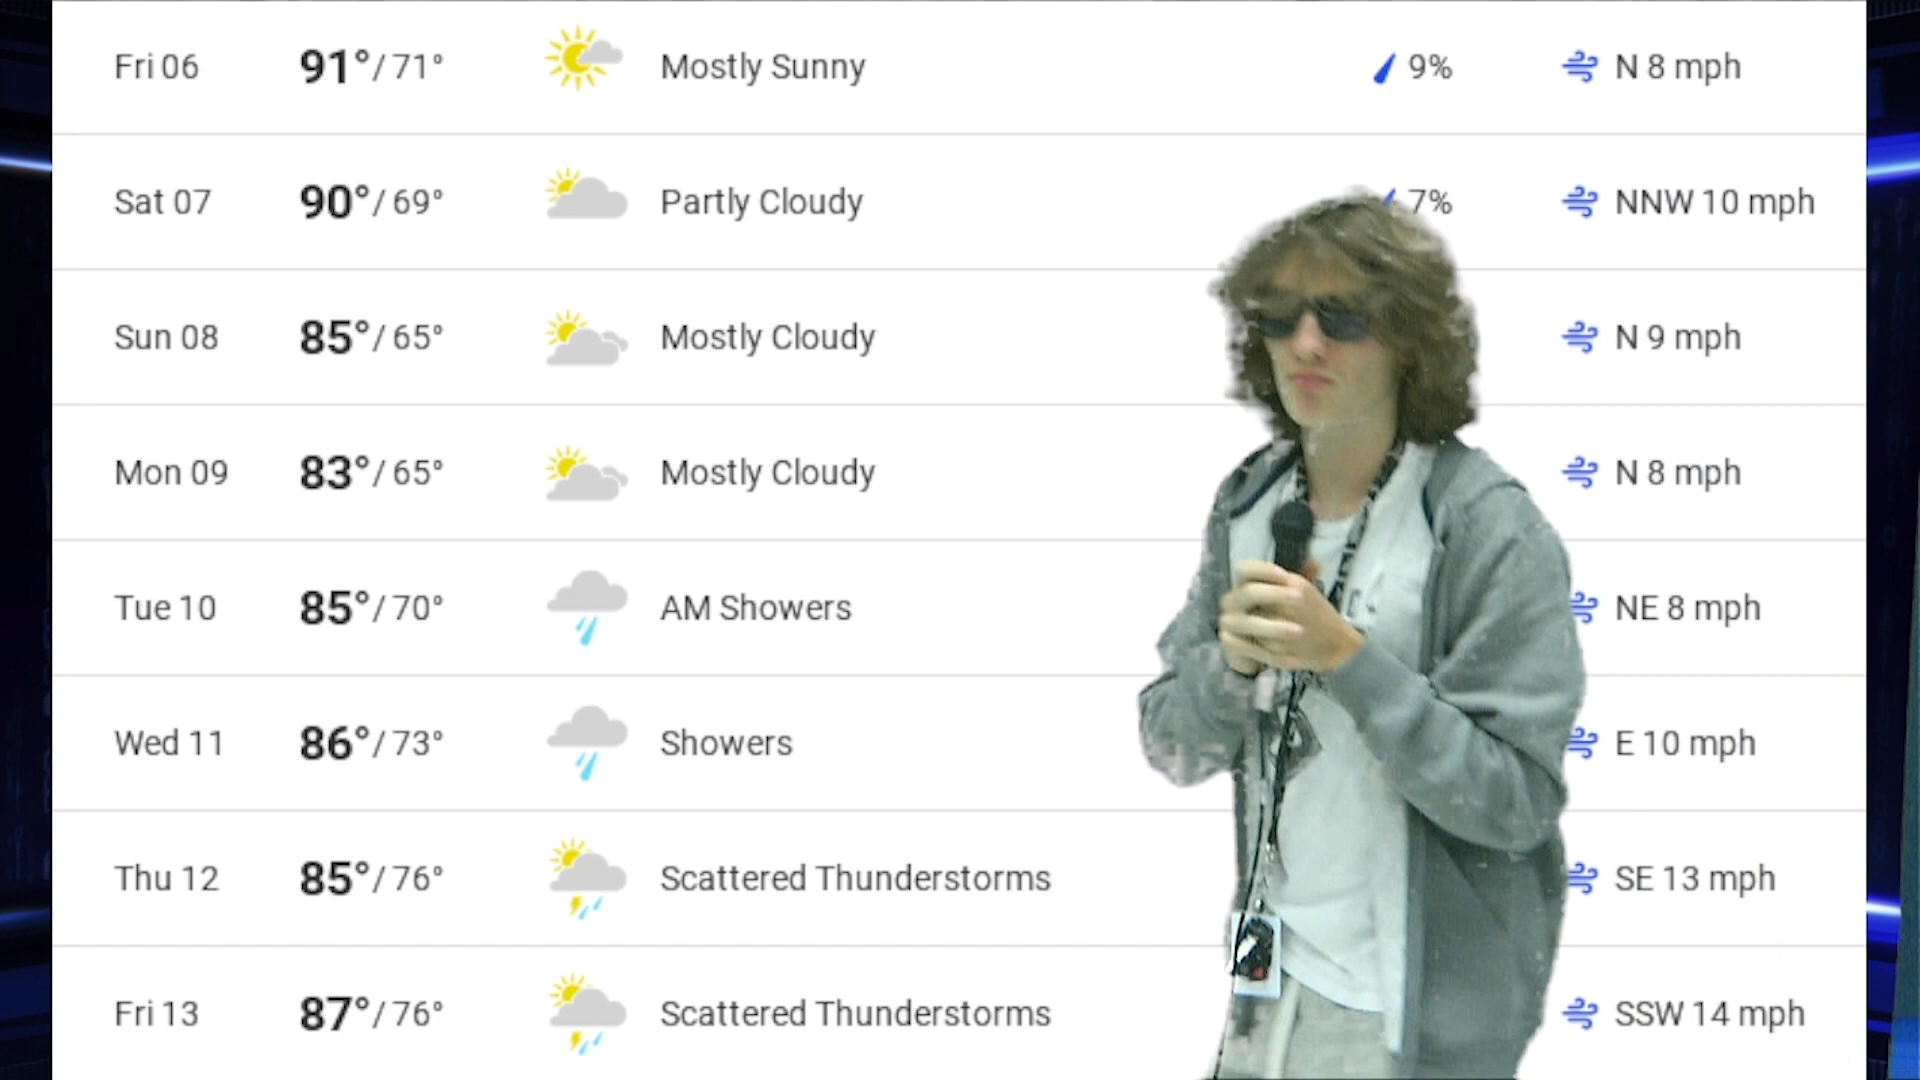 Fri 06 91°/ 71° Mostly Sunny 9% N 8 mph
Sat 07 90°/ 69° Partly Cloudy 7% NNW 10 mph
Sun 08 85°/ 65° Mostly Cloudy N 9 mph
Mon 09 83°/ 65° Mostly Cloudy N 8 mph
Tue 10 85°/ 70° AM Showers NE 8 mph
Wed 11 86°/ 73° Showers E 10 mph
Thu 12 85°/ 76° Scattered Thunderstorms SE 13 mph
Fri 13 87°/ 76° Scattered Thunderstorms SSW 14 mph